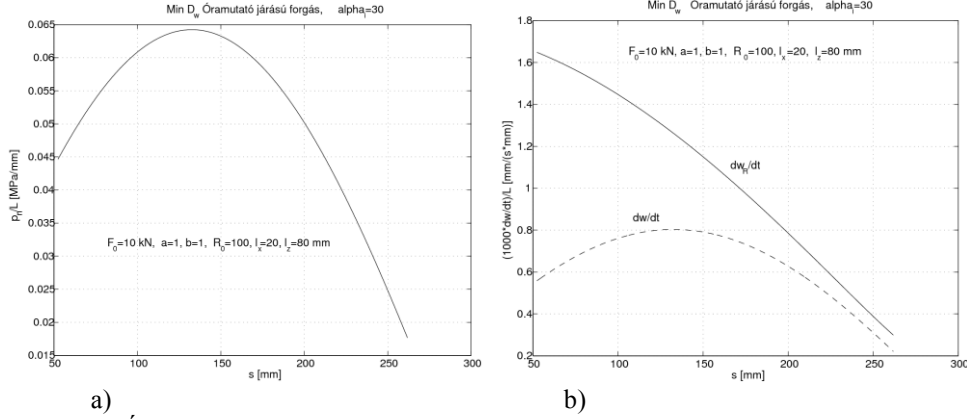 Min D_w Óramutató járású forgás, alpha_i=30
0.065
0.06
0.055
0.05
0.045
0.04
0.035
0.03
0.025
0.02
0.015
p_n/L [MPa/mm]
F_0=10 kN, a=1, b=1, R_0=100, l_x=20, l_z=80 mm
50 100 150 200 250 300
s [mm]
a)
Min D_w Oramutató járású forgás, alpha_i=30
2
1.8
1.6
1.4
1.2
1
0.8
0.6
0.4
0.2
(1000*dw/dt)/L [mm/(s*mm)]
F_0=10 kN, a=1, b=1, R_0=100, l_x=20, l_z=80 mm
dw_R/dt
dw/dt
50 100 150 200 250 300
s [mm]
b)